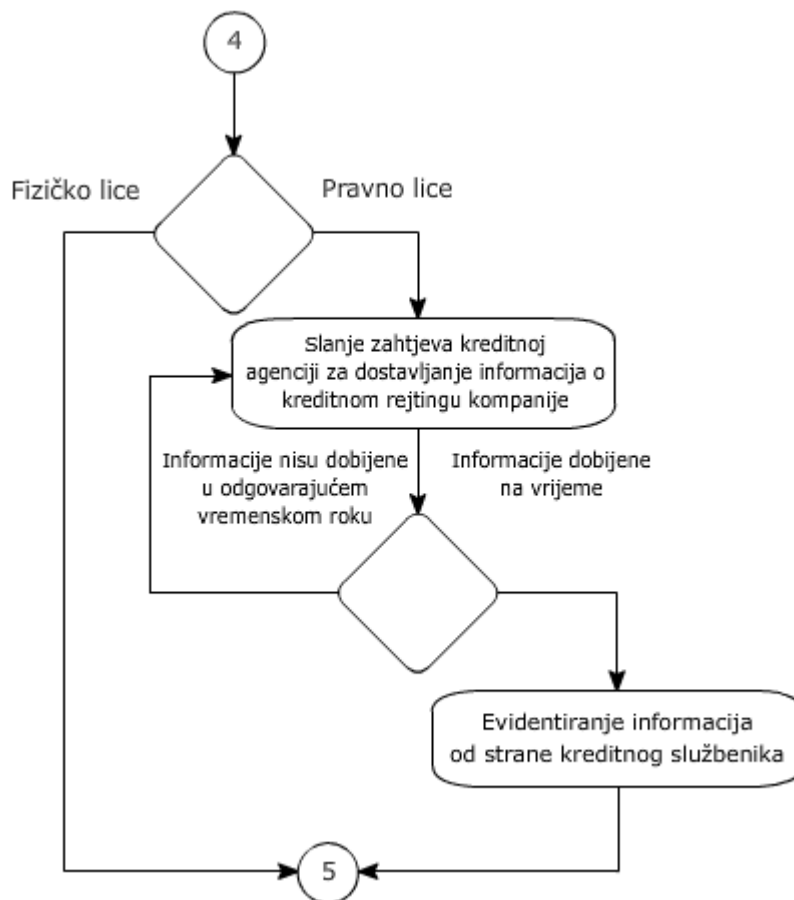 4
Fizičko lice
Pravno lice
Slanje zahtjeva kreditnoj
agenciji za dostavljanje informacija o
kreditnom rejtingu kompanije
Informacije nisu dobijene
u odgovarajućem
vremenskom roku
Informacije dobijene
na vrijeme
Evidentiranje informacija
od strane kreditnog službenika
5